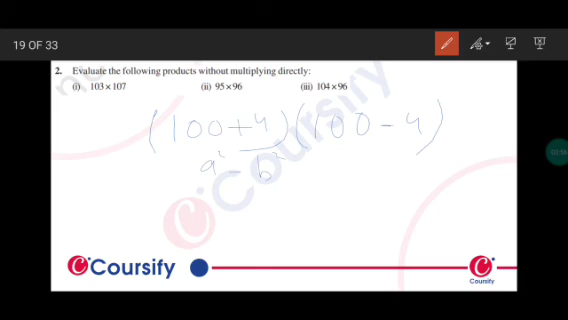 19 OF 33
2. Evaluate the following products without multiplying directly:
(i) 103 × 107 (ii) 95 × 96 (iii) 104 × 96
(100 + 4) (100 - 4)
a² - b²
Coursify
Coursify
Coursify